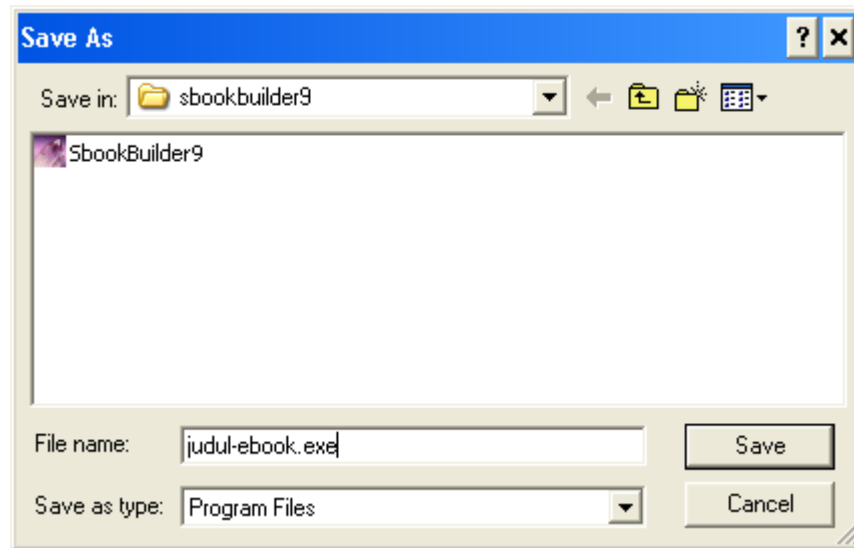 Save As
Save in: sbookbuilder9
SbookBuilder9
File name: judul-ebook.exe Save
Save as type: Program Files Cancel